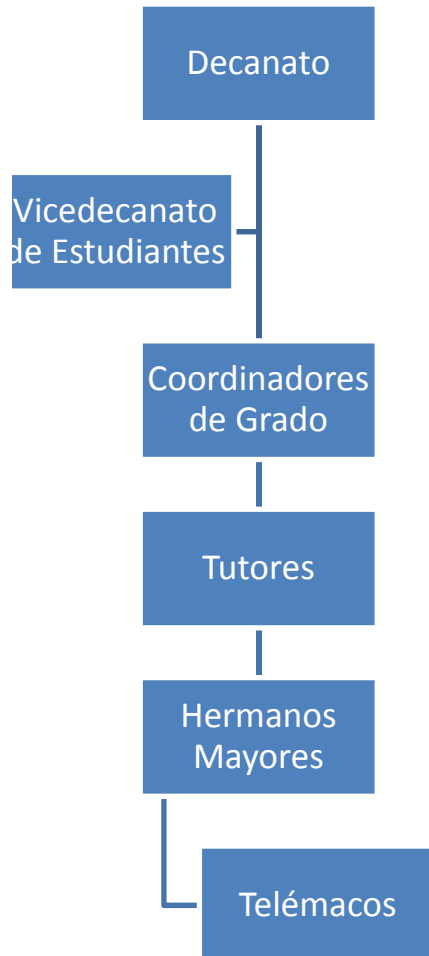 Decanato
Vicedecanato
de Estudiantes
Coordinadores
de Grado
Tutores
Hermanos
Mayores
Telémacos